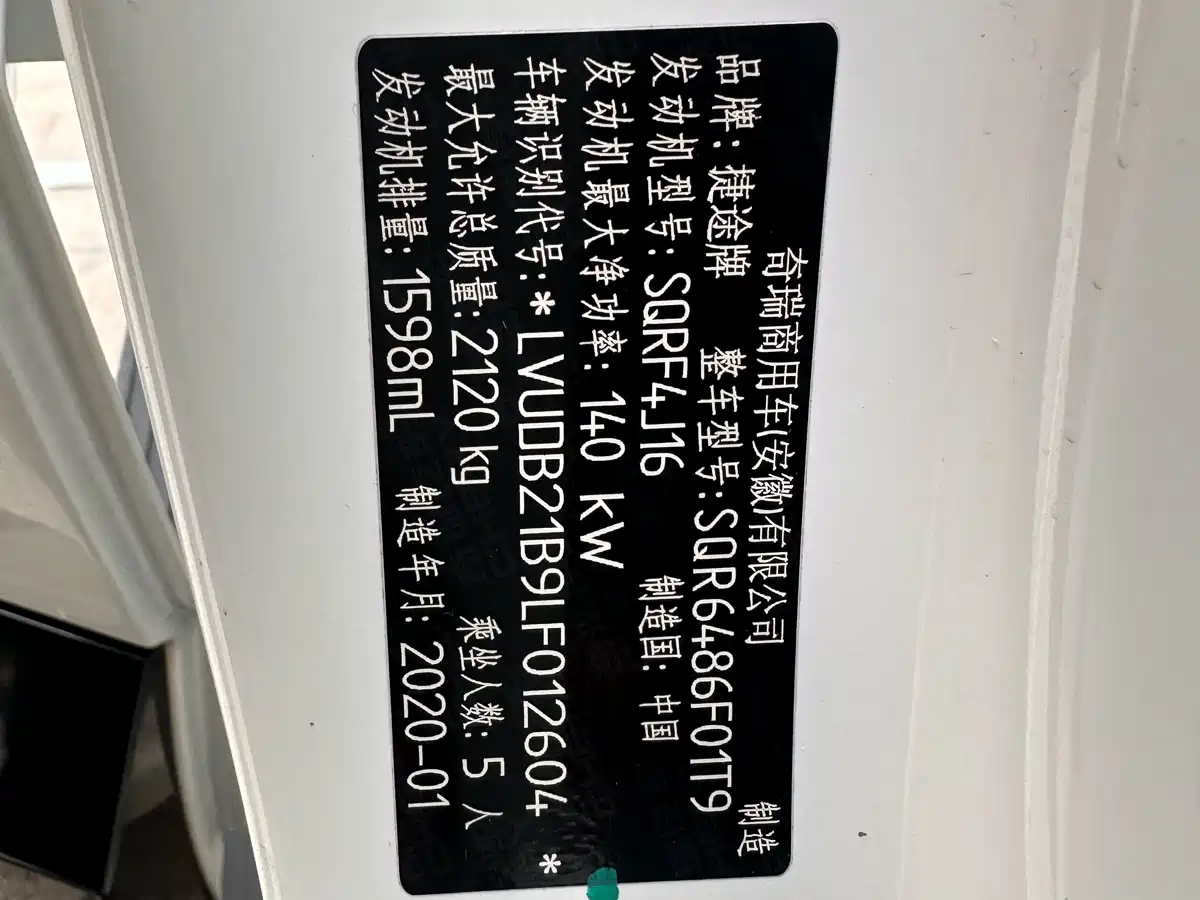 奇瑞商用车(安徽)有限公司 制造
品牌: 捷途牌 整车型号: SQR6486F01T9
发动机型号: SQRF4J16 制造国: 中国
发动机最大净功率: 140 kW
车辆识别代号: *LVUDB21B9LF012604*
最大允许总质量: 2120 kg 乘坐人数: 5 人
发动机排量: 1598mL 制造年月: 2020-01